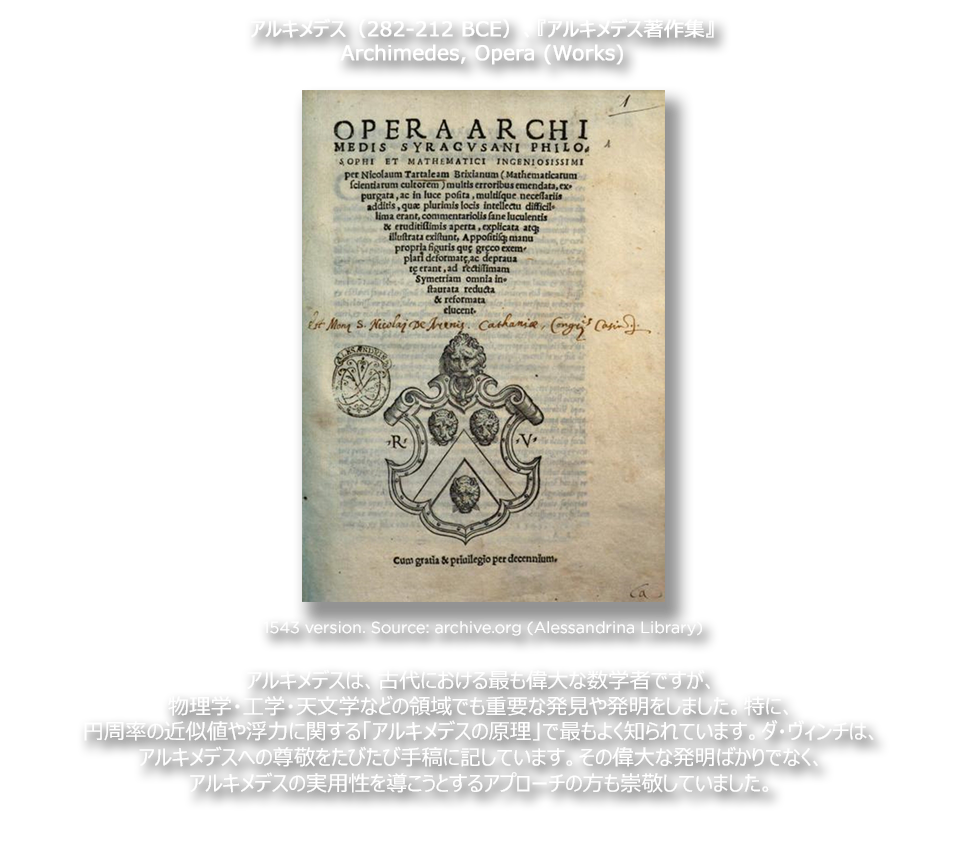 アルキメデス（282-212 BCE）、『アルキメデス著作集』
Archimedes, Opera (Works)
1
OPERA ARCHI
MEDIS SYRACVSANI PHILO-
SOPHI ET MATHEMATICI INGENIOSISSIMI
per Nicolaum Tartaleam Brixianum (Mathematicarum
scientiarum cultorem) multis erroribus emendata, ex-
purgata, ac in luce posita, multisque necessariis
additis, quæ plurimis locis intellectu difficil-
lima erant, commentariolis sane luculentis
& eruditissimis aperta, explicata atq;
illustrata existunt, Appositisq; manu
propria figuris quę gręco exem-
plari deformatę, ac depraua
tę erant, ad rectissimam
Symetriam omnia in-
staurata reducta
& reformata
elucent.
Est Monrij S. Nicolaj De Arenis. Cathaniæ,
ALEXANDRINA
·R· ·V·
Cum gratia & priuilegio per decennium.
1543 version. Source: archive.org (Alessandrina Library)
アルキメデスは、古代における最も偉大な数学者ですが、
物理学・工学・天文学などの領域でも重要な発見や発明をしました。特に、
円周率の近似値や浮力に関する「アルキメデスの原理」で最もよく知られています。ダ・ヴィンチは、
アルキメデスへの尊敬をたびたび手稿に記しています。その偉大な発明ばかりでなく、
アルキメデスの実用性を導こうとするアプローチの方も崇敬していました。